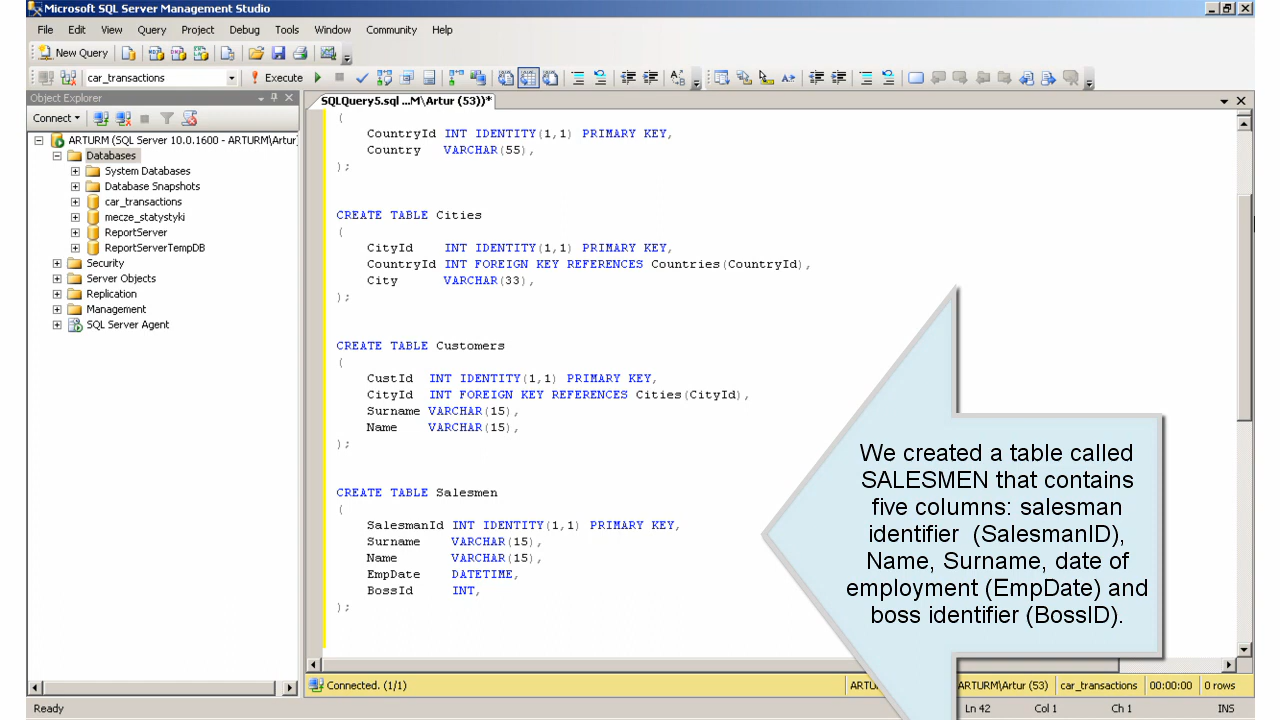 Microsoft SQL Server Management Studio
File Edit View Query Project Debug Tools Window Community Help
New Query
car_transactions Execute
Object Explorer
SQLQuery5.sql ...M\Artur (53))*
Connect
ARTURM (SQL Server 10.0.1600 - ARTURM\Artur
Databases
System Databases
Database Snapshots
car_transactions
mecze_statystyki
ReportServer
ReportServerTempDB
Security
Server Objects
Replication
Management
SQL Server Agent
(
CountryId INT IDENTITY(1,1) PRIMARY KEY,
Country VARCHAR(55),
);
CREATE TABLE Cities
(
CityId INT IDENTITY(1,1) PRIMARY KEY,
CountryId INT FOREIGN KEY REFERENCES Countries(CountryId),
City VARCHAR(33),
);
CREATE TABLE Customers
(
CustId INT IDENTITY(1,1) PRIMARY KEY,
CityId INT FOREIGN KEY REFERENCES Cities(CityId),
Surname VARCHAR(15),
Name VARCHAR(15),
);
CREATE TABLE Salesmen
(
SalesmanId INT IDENTITY(1,1) PRIMARY KEY,
Surname VARCHAR(15),
Name VARCHAR(15),
EmpDate DATETIME,
BossId INT,
);
We created a table called
SALESMEN that contains
five columns: salesman
identifier (SalesmanID),
Name, Surname, date of
employment (EmpDate) and
boss identifier (BossID).
Connected. (1/1) ARTURM\Artur (53) car_transactions 00:00:00 0 rows
Ready Ln 42 Col 1 Ch 1 INS